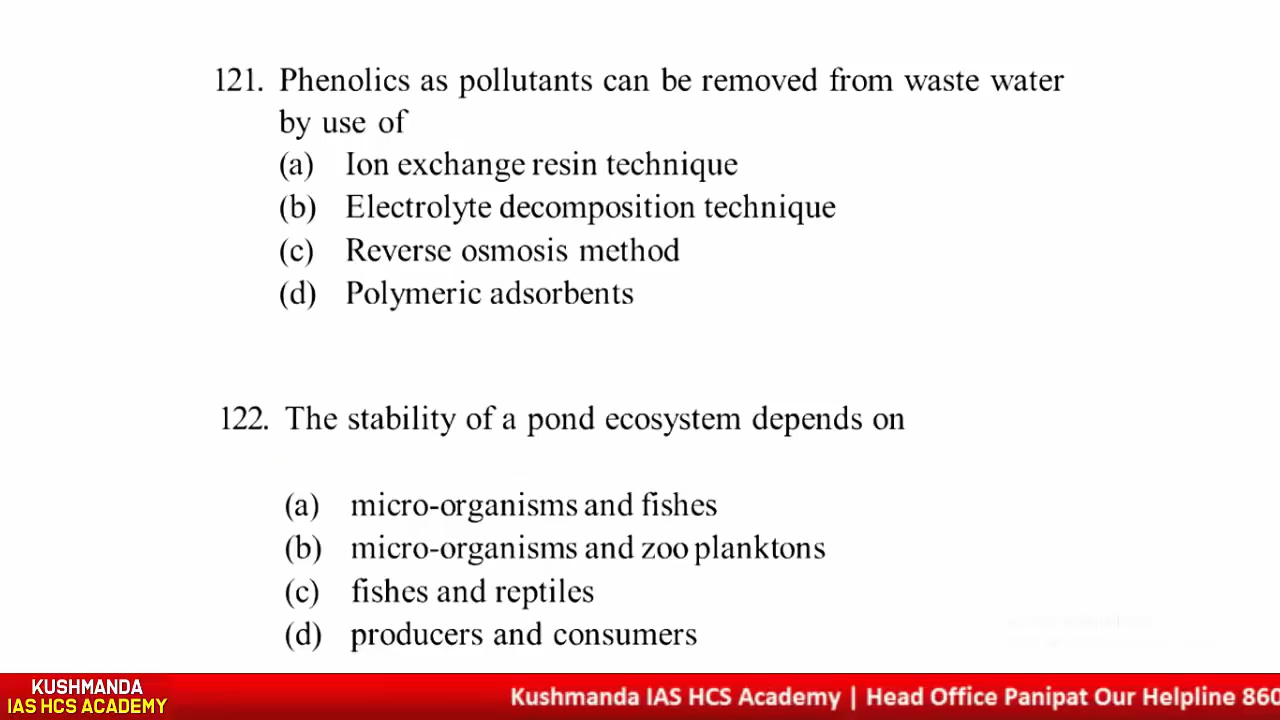 121. Phenolics as pollutants can be removed from waste water
by use of
(a) Ion exchange resin technique
(b) Electrolyte decomposition technique
(c) Reverse osmosis method
(d) Polymeric adsorbents
122. The stability of a pond ecosystem depends on
(a) micro-organisms and fishes
(b) micro-organisms and zoo planktons
(c) fishes and reptiles
(d) producers and consumers
KUSHMANDA
IAS HCS ACADEMY
Kushmanda IAS HCS Academy | Head Office Panipat Our Helpline 860